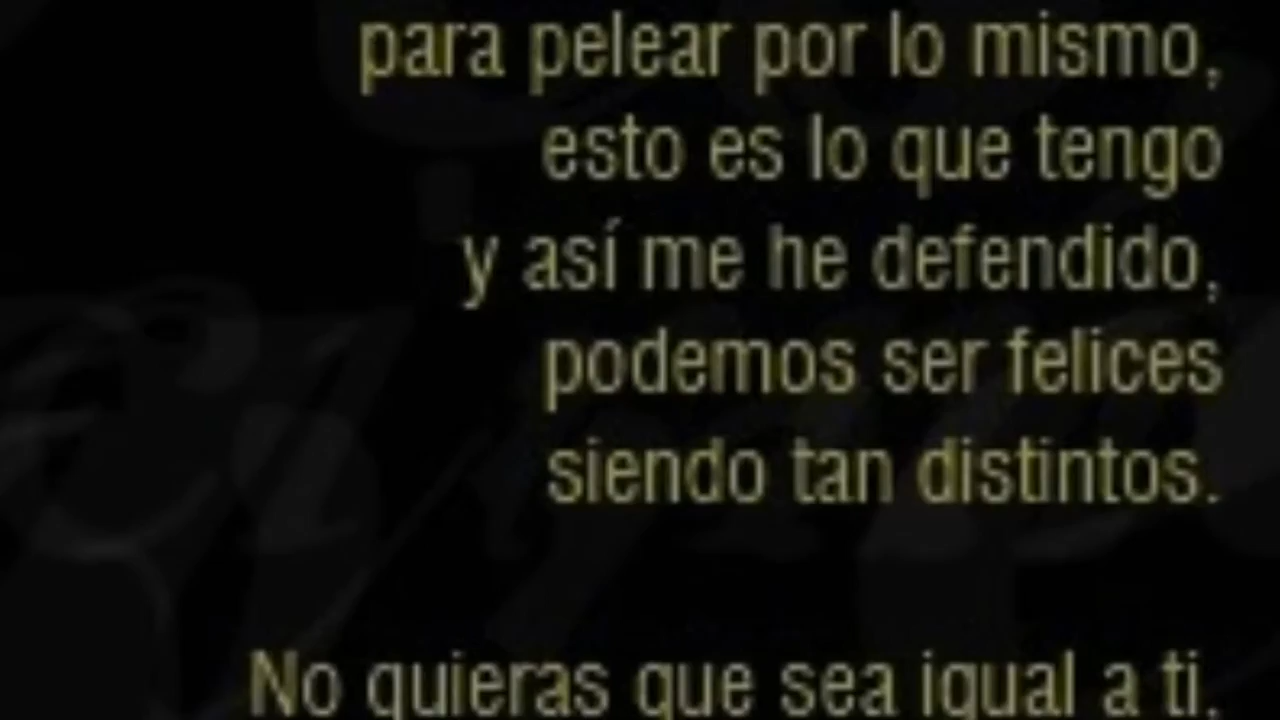 para pelear por lo mismo,
esto es lo que tengo
y así me he defendido,
podemos ser felices
siendo tan distintos.
No quieras que sea igual a ti.